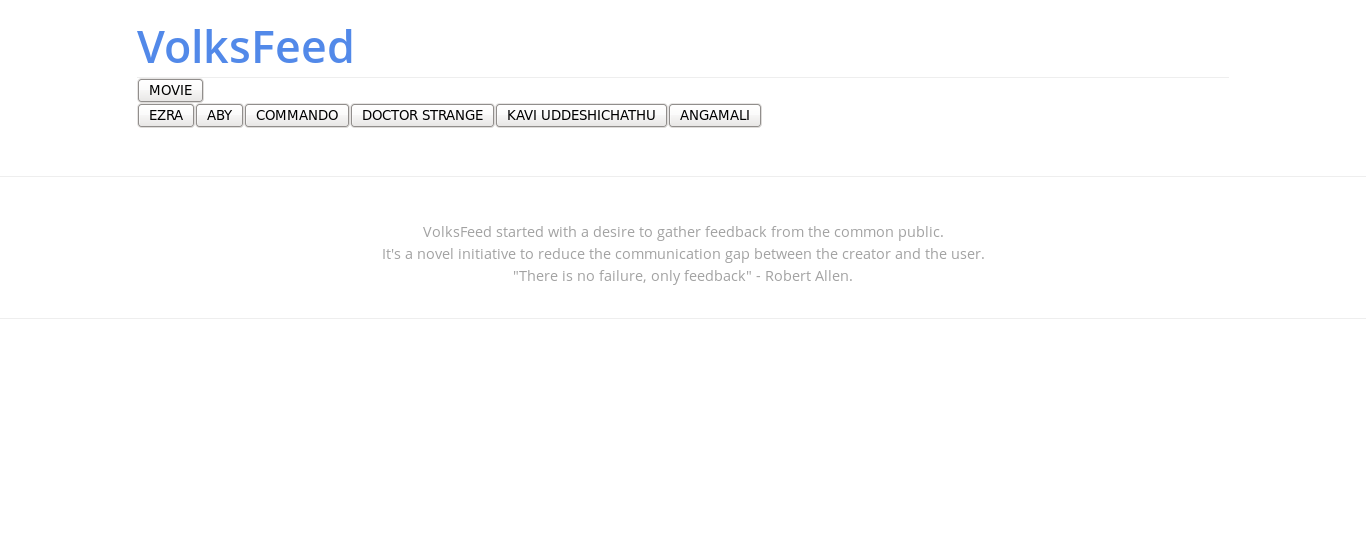 VolksFeed
MOVIE
EZRA ABY COMMANDO DOCTOR STRANGE KAVI UDDESHICHATHU ANGAMALI
VolksFeed started with a desire to gather feedback from the common public.
It's a novel initiative to reduce the communication gap between the creator and the user.
"There is no failure, only feedback" - Robert Allen.